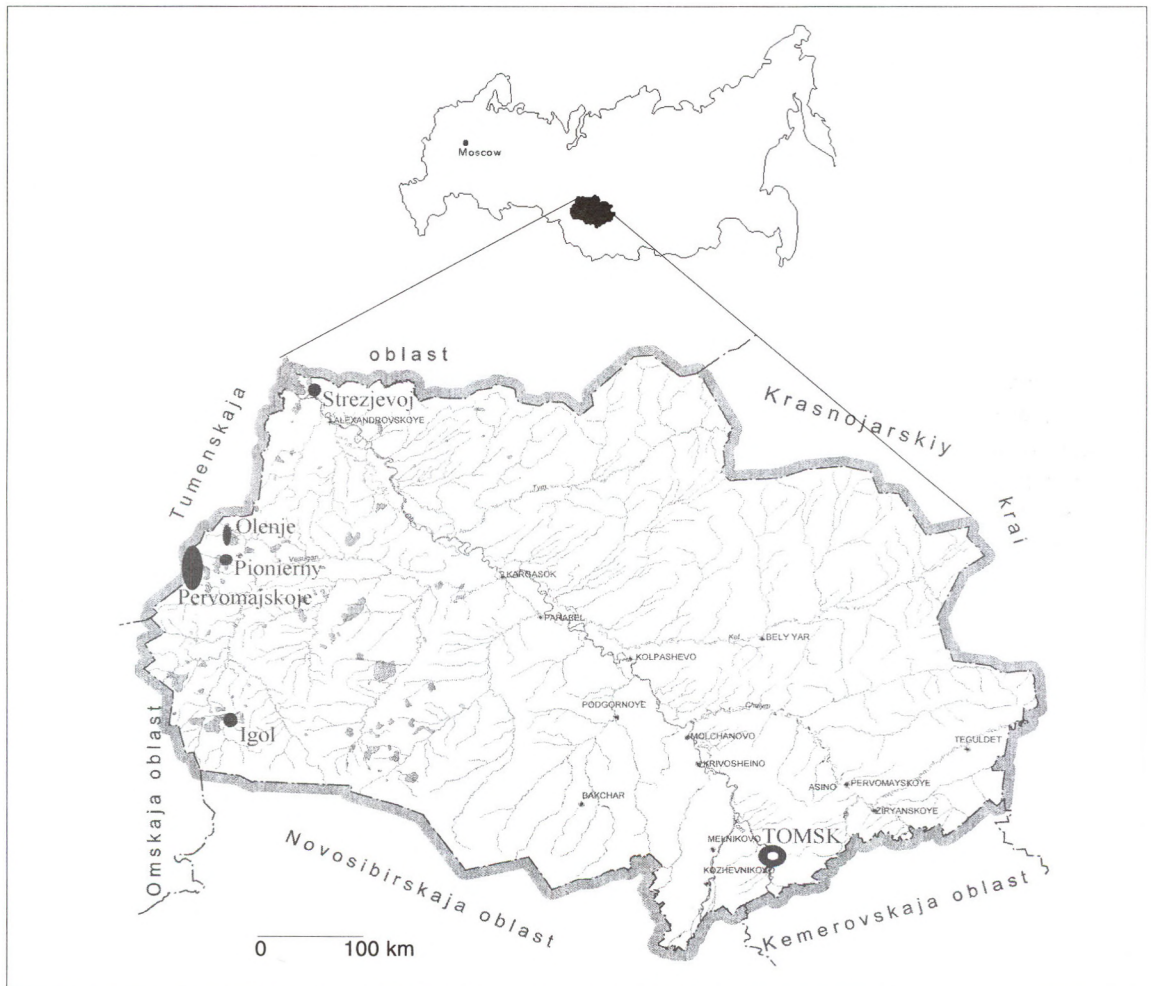 Moscow
oblast
Krasnojarskiy
krai
Tumenskaja
Strezjevoj
ALEXANDROVSKOYE
Tym
Olenje
Vasugan
Pionierny
Pervomajskoje
KARGASOK
PARABEL
Ket
BELY YAR
KOLPASHEVO
PODGORNOYE
Chulym
MOLCHANOVO
TEGULDET
Igol
KRIVOSHEINO
ASINO
PERVOMAYSKOYE
BAKCHAR
ZIRYANSKOYE
TOMSK
MELNIKOVO
KOZHEVNIKOVO
Omskaja oblast
Novosibirskaja oblast
Kemerovskaja oblast
0 100 km